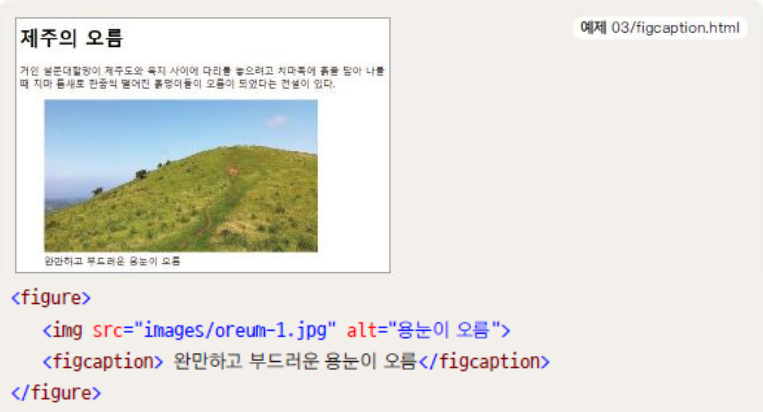 예제 03/figcaption.html
제주의 오름
거인 설문대할망이 제주도와 육지 사이에 다리를 놓으려고 치마폭에 흙을 담아 나를
때 치마 틈새로 한줌씩 떨어진 흙덩이들이 오름이 되었다는 전설이 있다.
완만하고 부드러운 용눈이 오름
<figure>
<img src="images/oreum-1.jpg" alt="용눈이 오름">
<figcaption> 완만하고 부드러운 용눈이 오름</figcaption>
</figure>